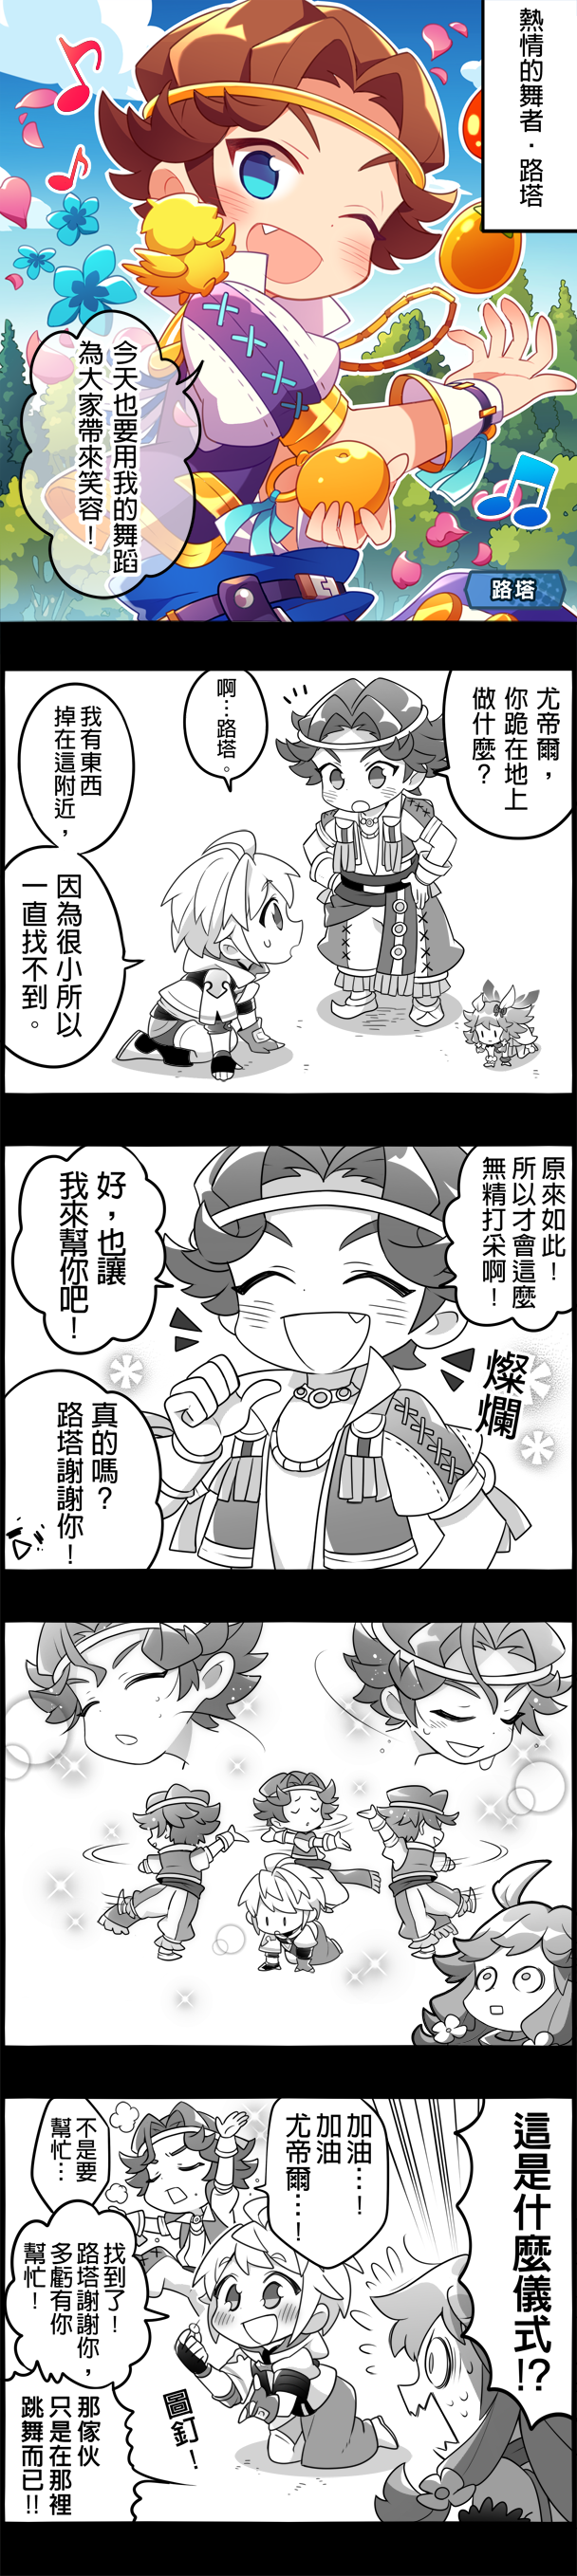 熱情的舞者‧路塔
今天也要用我的舞蹈
為大家帶來笑容！
路塔
尤帝爾，
你跪在地上
做什麼？
啊…路塔。
我有東西
掉在這附近，
因為很小所以
一直找不到。
原來如此！
所以才會這麼
無精打采啊！
好，也讓
我來幫你吧！
燦爛
真的嗎？
路塔謝謝你！
這是什麼儀式!?
加油…！
加油
尤帝爾…！
不是要
幫忙…
找到了！
路塔謝謝你，
多虧有你
幫忙！
圖釘！
那傢伙
只是在那裡
跳舞而已!!